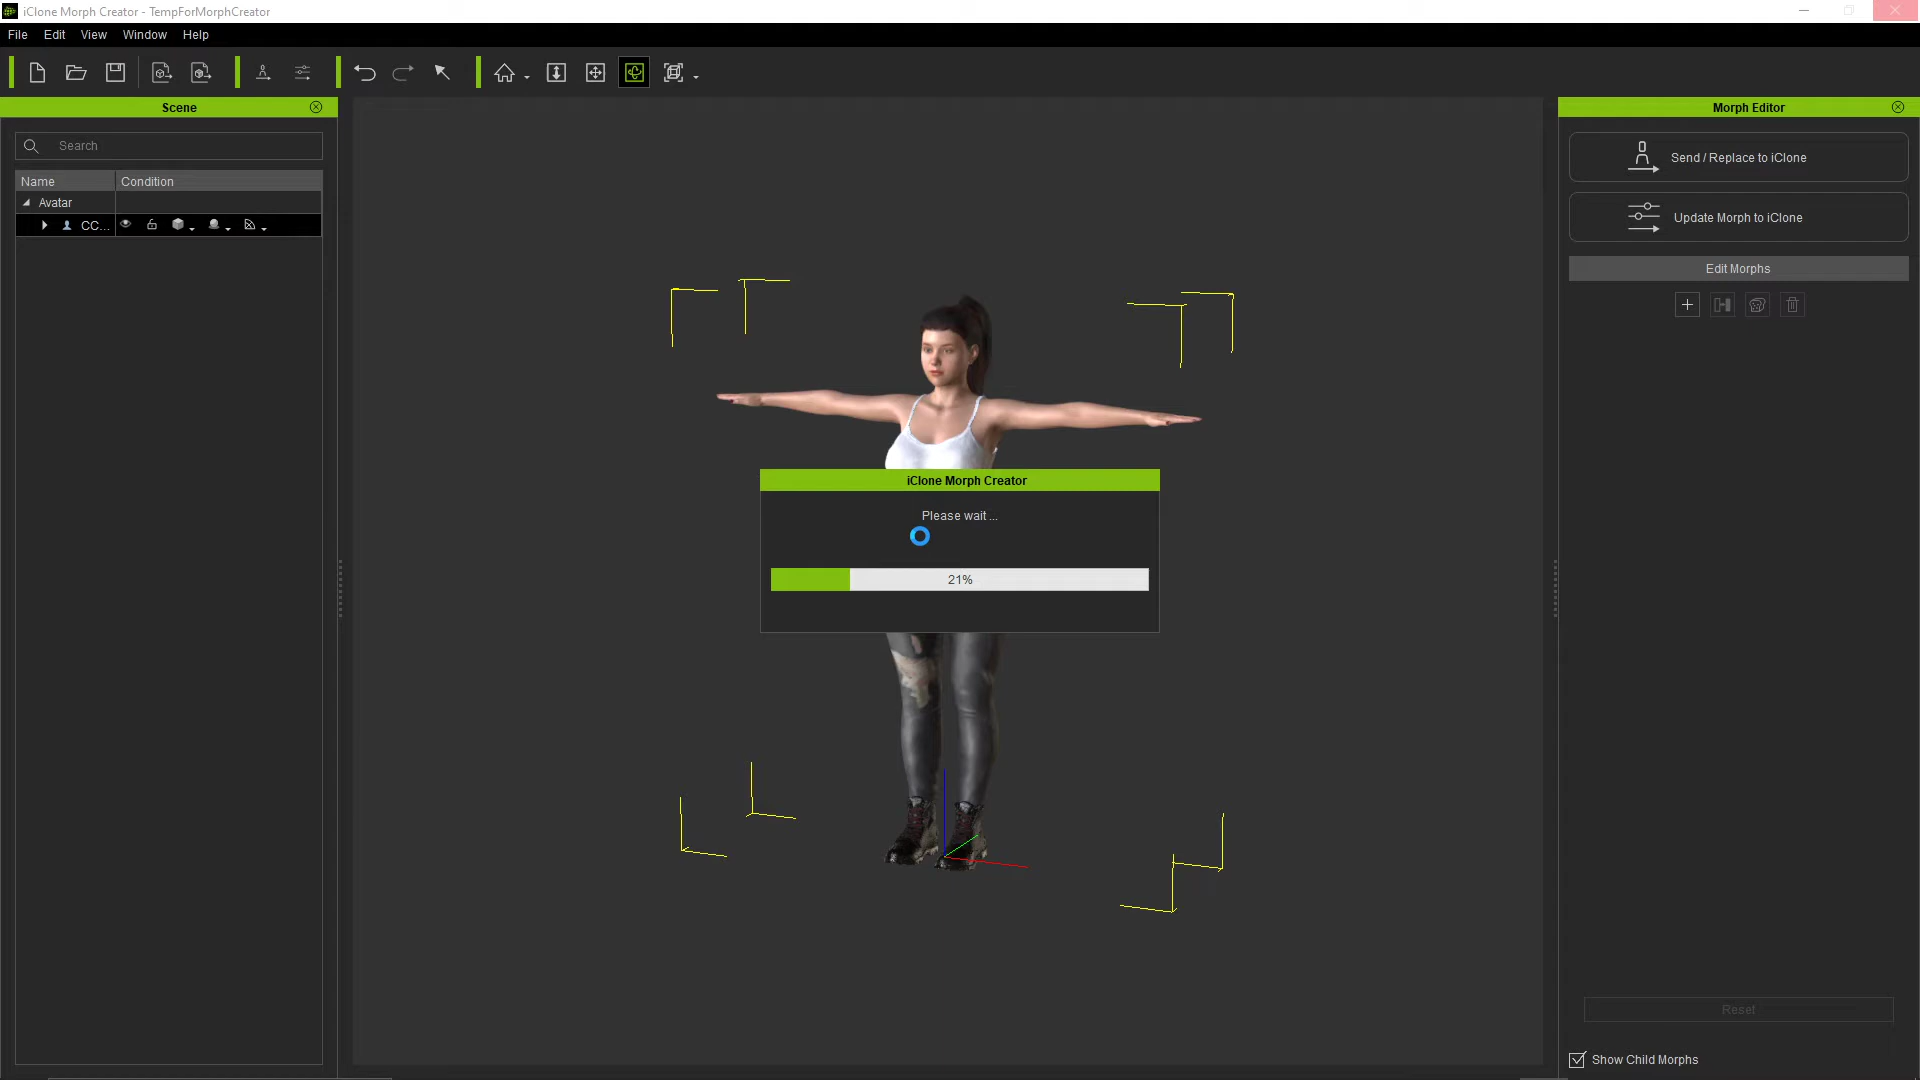 iClone Morph Creator - TempForMorphCreator
File Edit View Window Help
Scene
Search
Name Condition
Avatar
CC...
iClone Morph Creator
Please wait ...
21%
Morph Editor
Send / Replace to iClone
Update Morph to iClone
Edit Morphs
Reset
Show Child Morphs